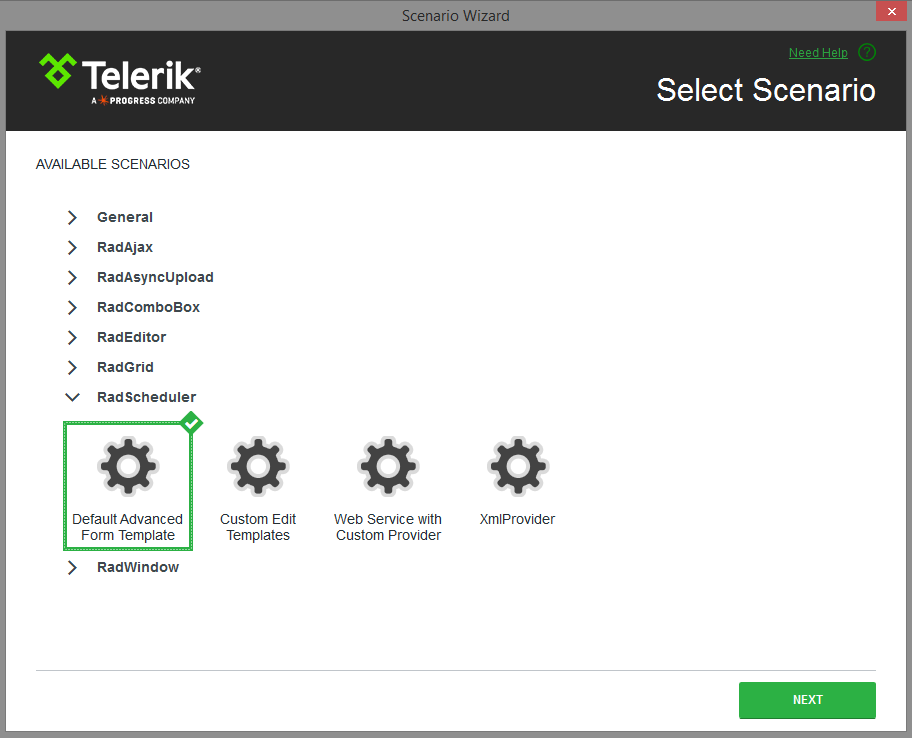 Scenario Wizard
Need Help ?
Telerik®
A PROGRESS COMPANY
Select Scenario
AVAILABLE SCENARIOS
General
RadAjax
RadAsyncUpload
RadComboBox
RadEditor
RadGrid
RadScheduler
Default Advanced
Form Template
Custom Edit
Templates
Web Service with
Custom Provider
XmlProvider
RadWindow
NEXT